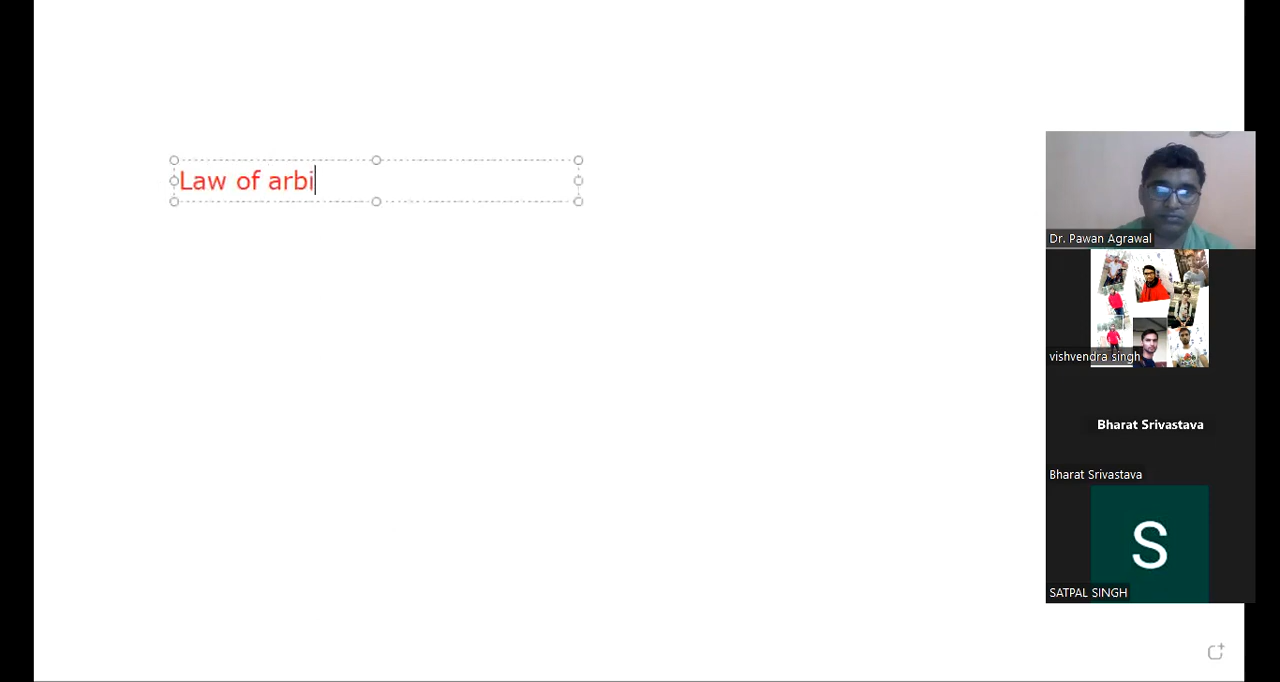 Law of arbi
Dr. Pawan Agrawal
vishvendra singh
Bharat Srivastava
Bharat Srivastava
S
SATPAL SINGH